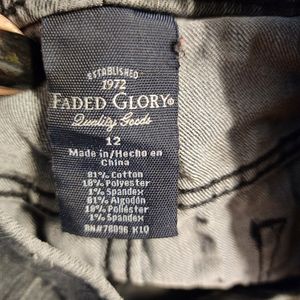 ESTABLISHED
1972
FADED GLORY®
Quality Goods
12
Made in/Hecho en
China
81% Cotton
18% Polyester
1% Spandex
81% Algodón
18% Poliéster
1% Spandex
RN#78096 K1Q